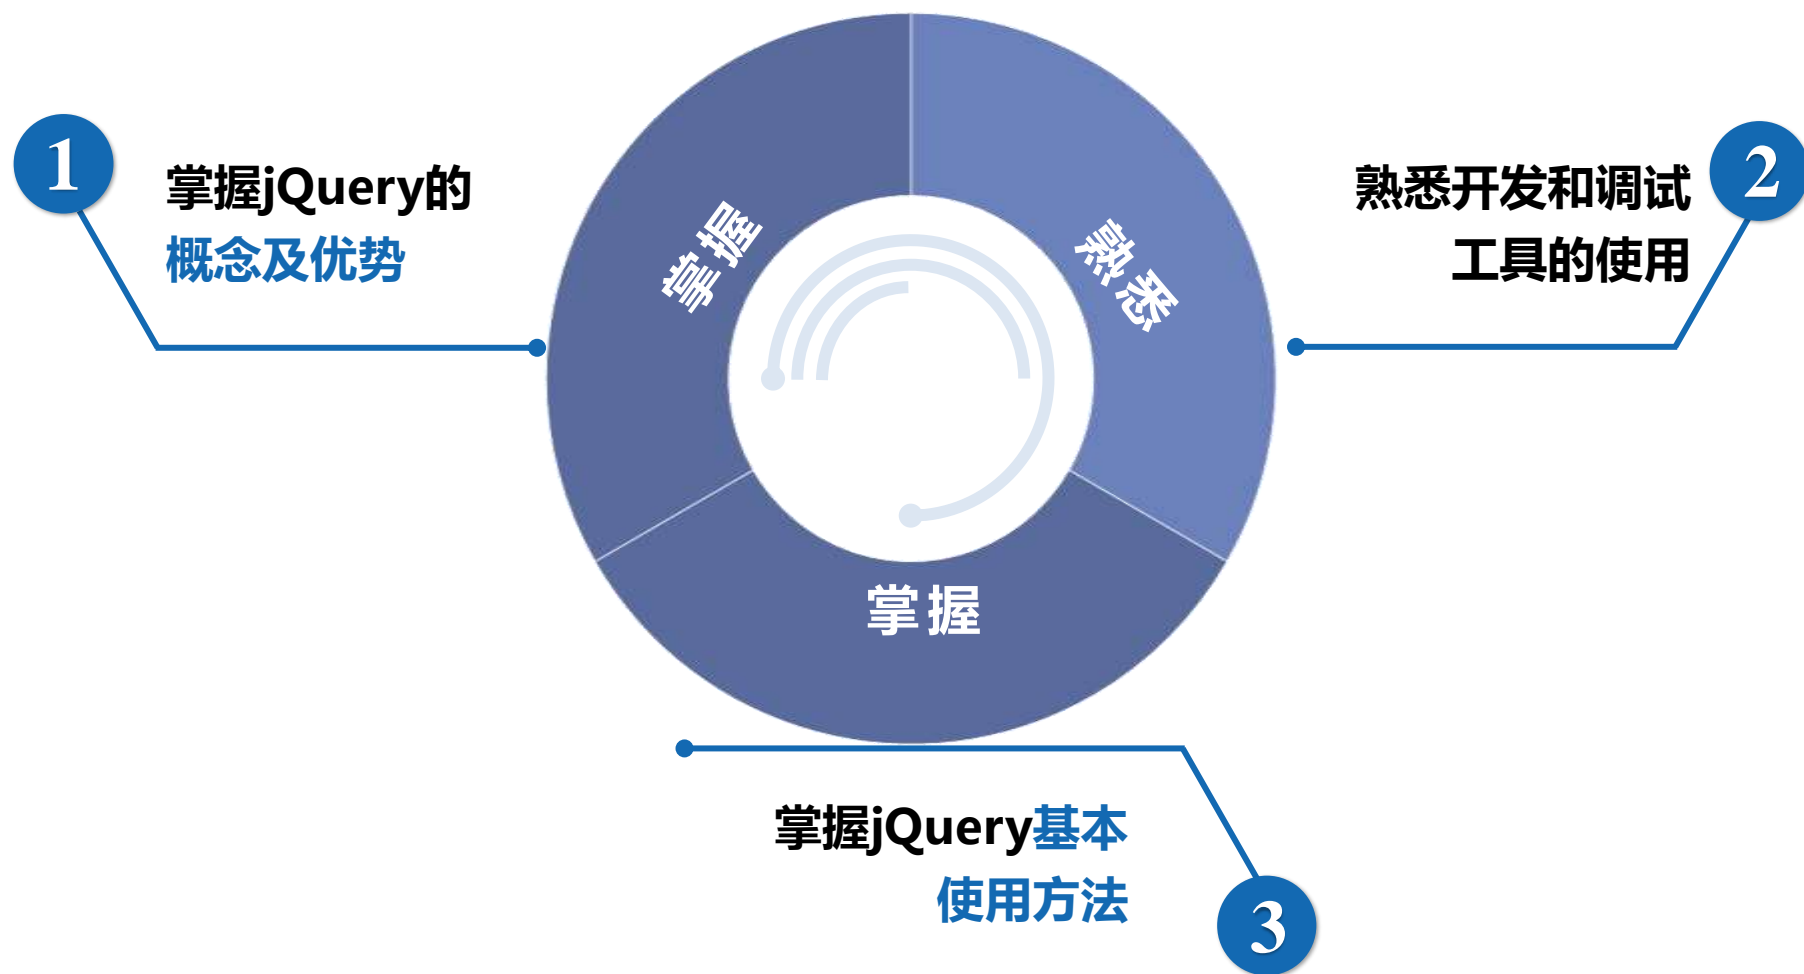 1
掌握jQuery的
概念及优势
掌握
熟悉
2
熟悉开发和调试
工具的使用
掌握
掌握jQuery基本
使用方法
3